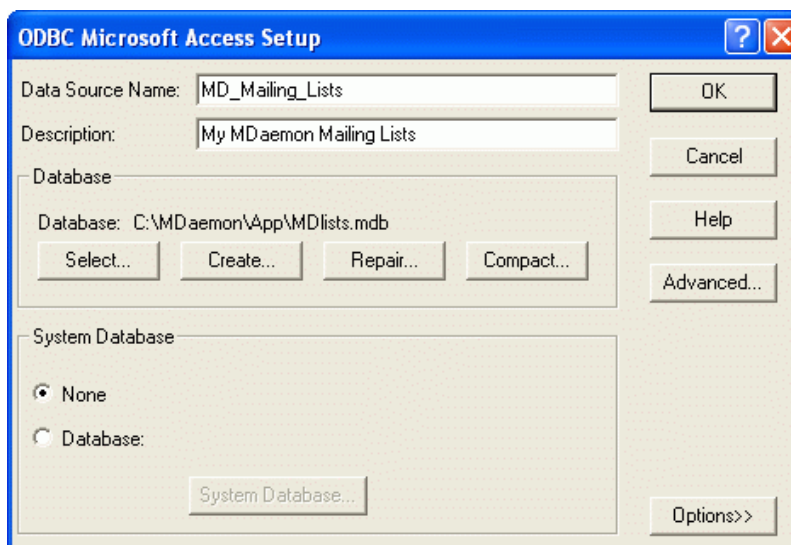 ODBC Microsoft Access Setup
Data Source Name: MD_Mailing_Lists
OK
Description: My MDaemon Mailing Lists
Cancel
Database
Database: C:\MDaemon\App\MDlists.mdb
Help
Select... Create... Repair... Compact...
Advanced...
System Database
None
Database:
System Database...
Options>>